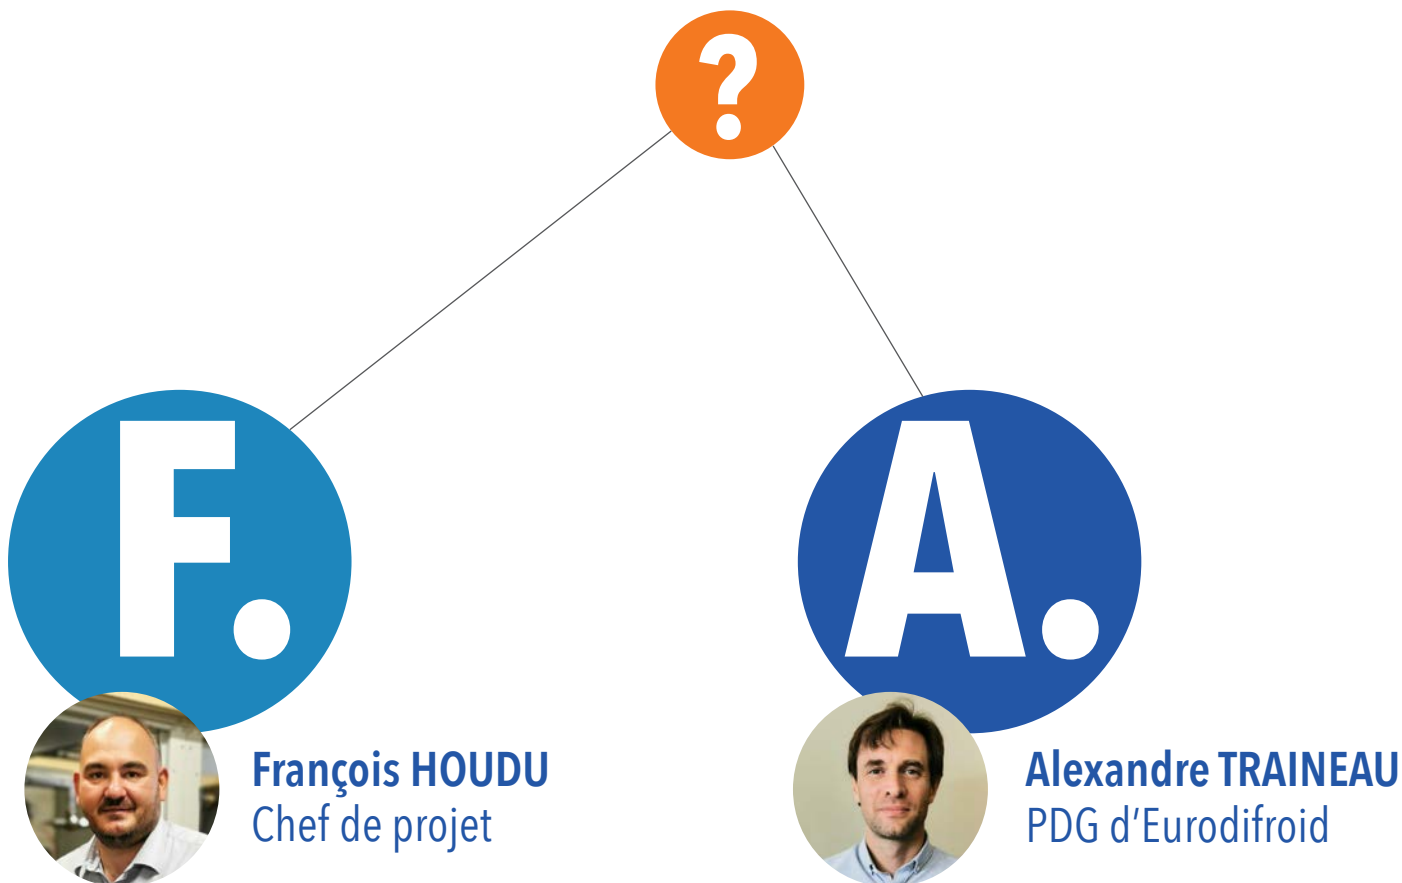 ?
F.
A.
François HOUDU
Chef de projet
Alexandre TRAINEAU
PDG d’Eurodifroid